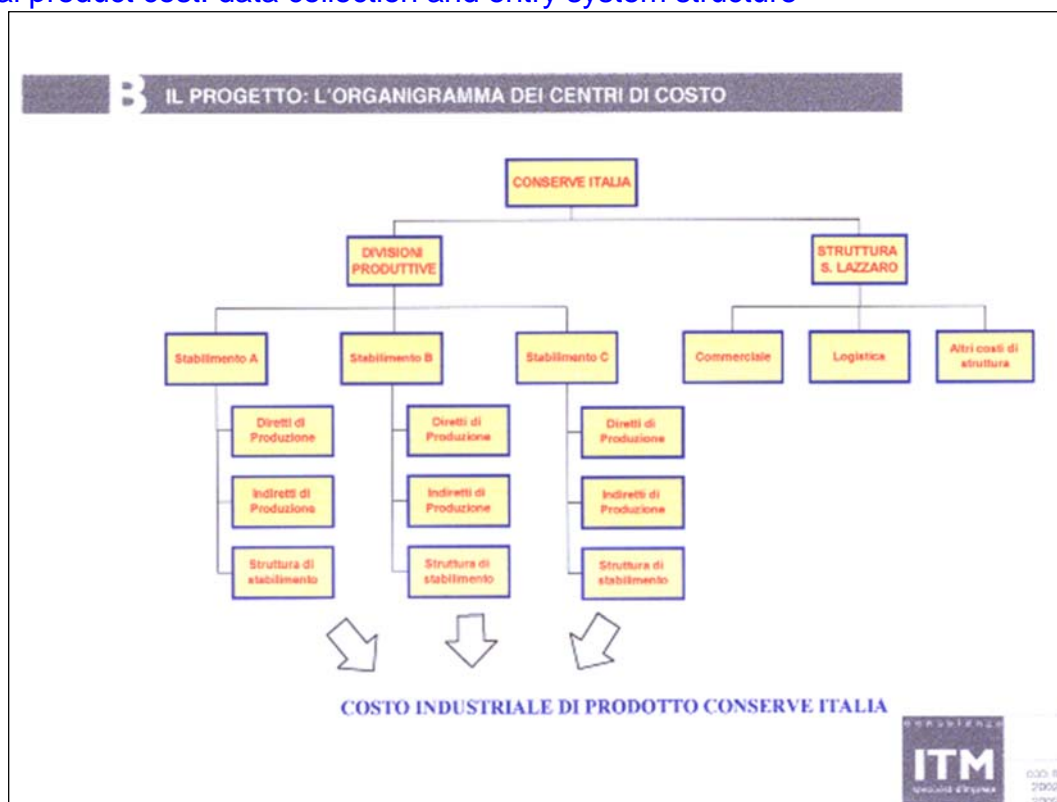 al product cost: data collection and entry system structure
B IL PROGETTO: L'ORGANIGRAMMA DEI CENTRI DI COSTO
CONSERVE ITALIA
DIVISIONI
PRODUTTIVE
STRUTTURA
S. LAZZARO
Stabilimento A
Stabilimento B
Stabilimento C
Commerciale
Logistica
Altri costi di
struttura
Diretti di
Produzione
Diretti di
Produzione
Diretti di
Produzione
Indiretti di
Produzione
Indiretti di
Produzione
Indiretti di
Produzione
Struttura di
stabilimento
Struttura di
stabilimento
Struttura di
stabilimento
COSTO INDUSTRIALE DI PRODOTTO CONSERVE ITALIA
consulenza
ITM